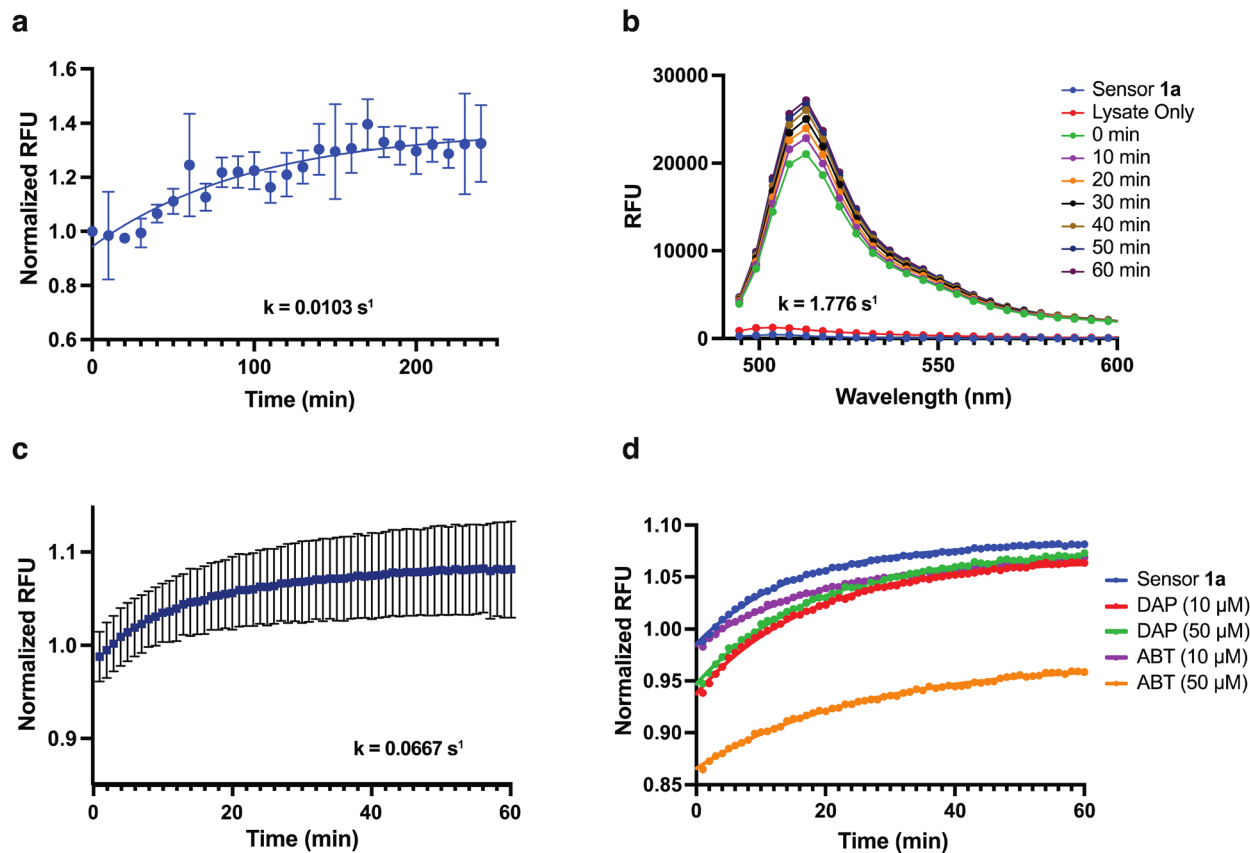 a
1.6
1.4
1.2
1.0
0.8
0.6
Normalized RFU
k = 0.0103 s¹
0
100
200
Time (min)
b
30000
20000
10000
0
RFU
k = 1.776 s¹
500
550
600
Wavelength (nm)
Sensor 1a
Lysate Only
0 min
10 min
20 min
30 min
40 min
50 min
60 min
c
1.1
1.0
0.9
Normalized RFU
k = 0.0667 s¹
0
20
40
60
Time (min)
d
1.10
1.05
1.00
0.95
0.90
0.85
Normalized RFU
0
20
40
60
Time (min)
Sensor 1a
DAP (10 µM)
DAP (50 µM)
ABT (10 µM)
ABT (50 µM)